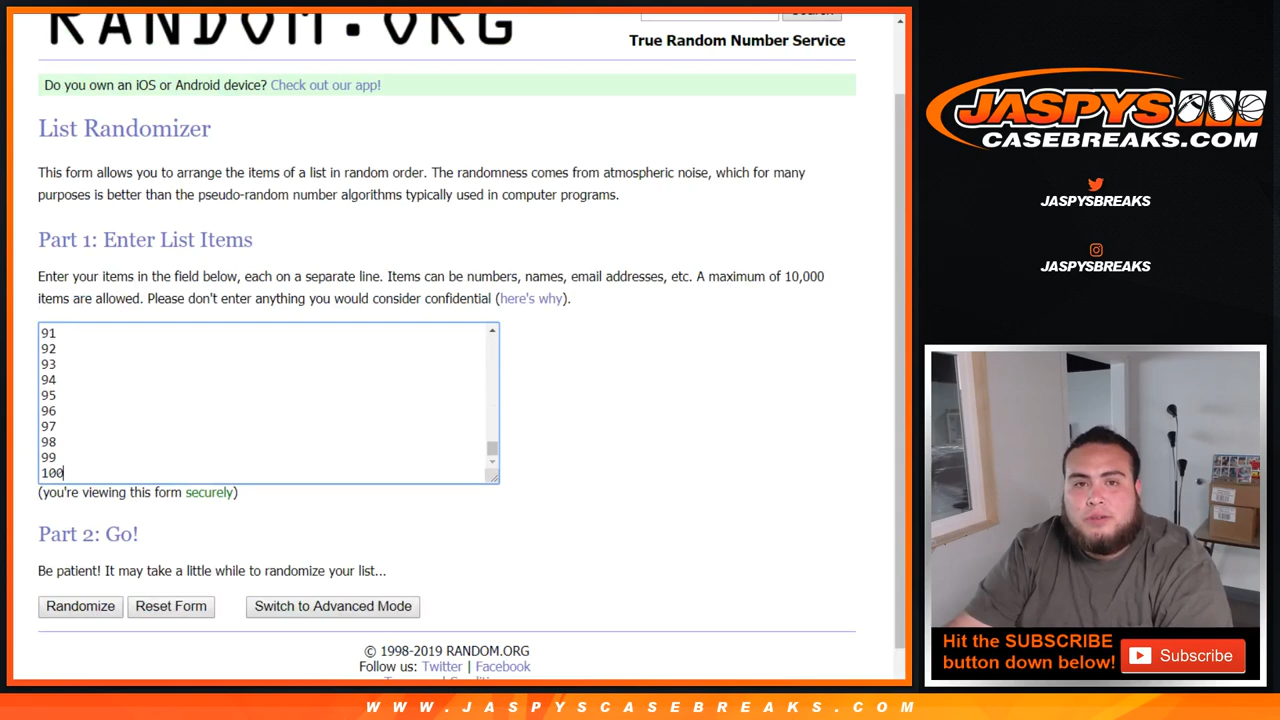 RANDOM.ORG
Search
True Random Number Service
Do you own an iOS or Android device? Check out our app!
List Randomizer
This form allows you to arrange the items of a list in random order. The randomness comes from atmospheric noise, which for many
purposes is better than the pseudo-random number algorithms typically used in computer programs.
Part 1: Enter List Items
Enter your items in the field below, each on a separate line. Items can be numbers, names, email addresses, etc. A maximum of 10,000
items are allowed. Please don't enter anything you would consider confidential (here's why).
91
92
93
94
95
96
97
98
99
100
(you're viewing this form securely)
Part 2: Go!
Be patient! It may take a little while to randomize your list...
Randomize Reset Form Switch to Advanced Mode
© 1998-2019 RANDOM.ORG
Follow us: Twitter | Facebook
JASPYS
CASEBREAKS.COM
JASPYSBREAKS
JASPYSBREAKS
Hit the SUBSCRIBE
button down below!
Subscribe
WWW.JASPYSCASEBREAKS.COM